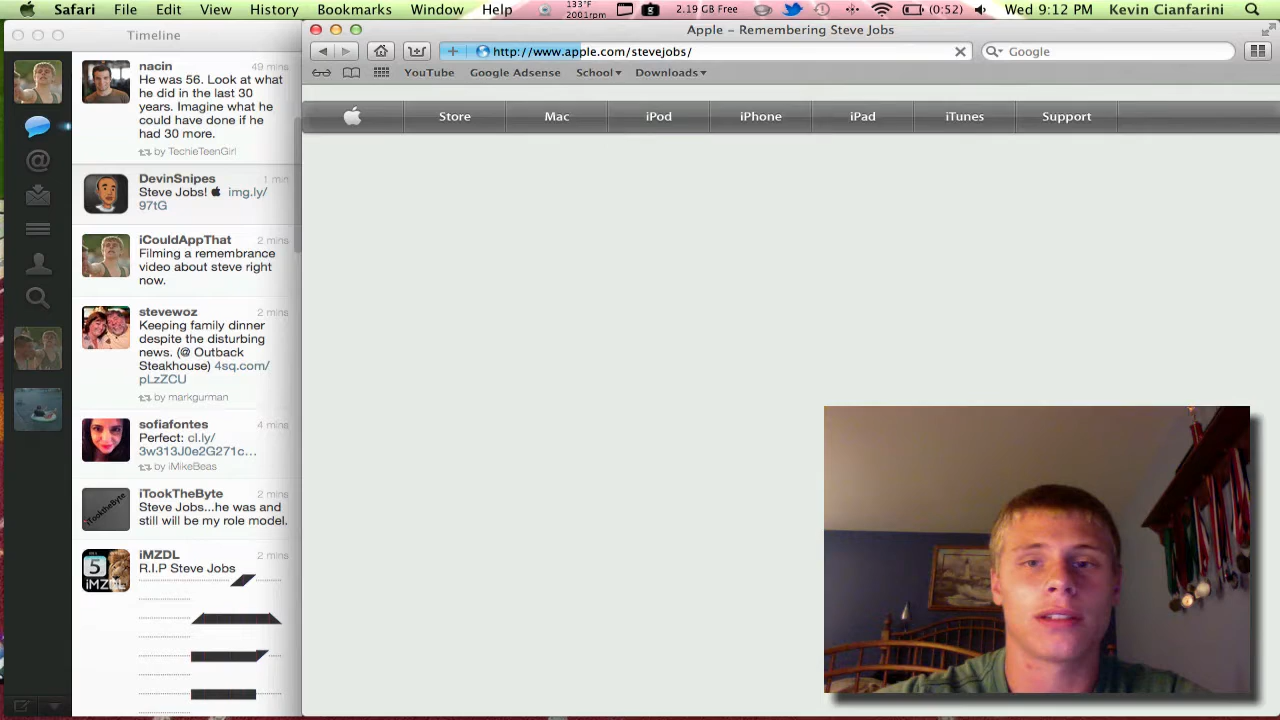 Safari File Edit View History Bookmarks Window Help 133°F 2001rpm 2.19 GB Free (0:52) Wed 9:12 PM Kevin Cianfarini
Timeline
nacin 49 mins
He was 56. Look at what
he did in the last 30
years. Imagine what he
could have done if he
had 30 more.
by TechieTeenGirl
DevinSnipes 1 min
Steve Jobs! img.ly/
97tG
iCouldAppThat 2 mins
Filming a remembrance
video about steve right
now.
stevewoz 2 mins
Keeping family dinner
despite the disturbing
news. (@ Outback
Steakhouse) 4sq.com/
pLzZCU
by markgurman
sofiafontes 4 mins
Perfect: cl.ly/
3w313J0e2G271c…
by iMikeBeas
iTookTheByte 2 mins
Steve Jobs...he was and
still will be my role model.
iMZDL 2 mins
R.I.P Steve Jobs
5
iMZDL
iTooktheByte
Apple – Remembering Steve Jobs
http://www.apple.com/stevejobs/ Google
YouTube Google Adsense School Downloads
Store Mac iPod iPhone iPad iTunes Support